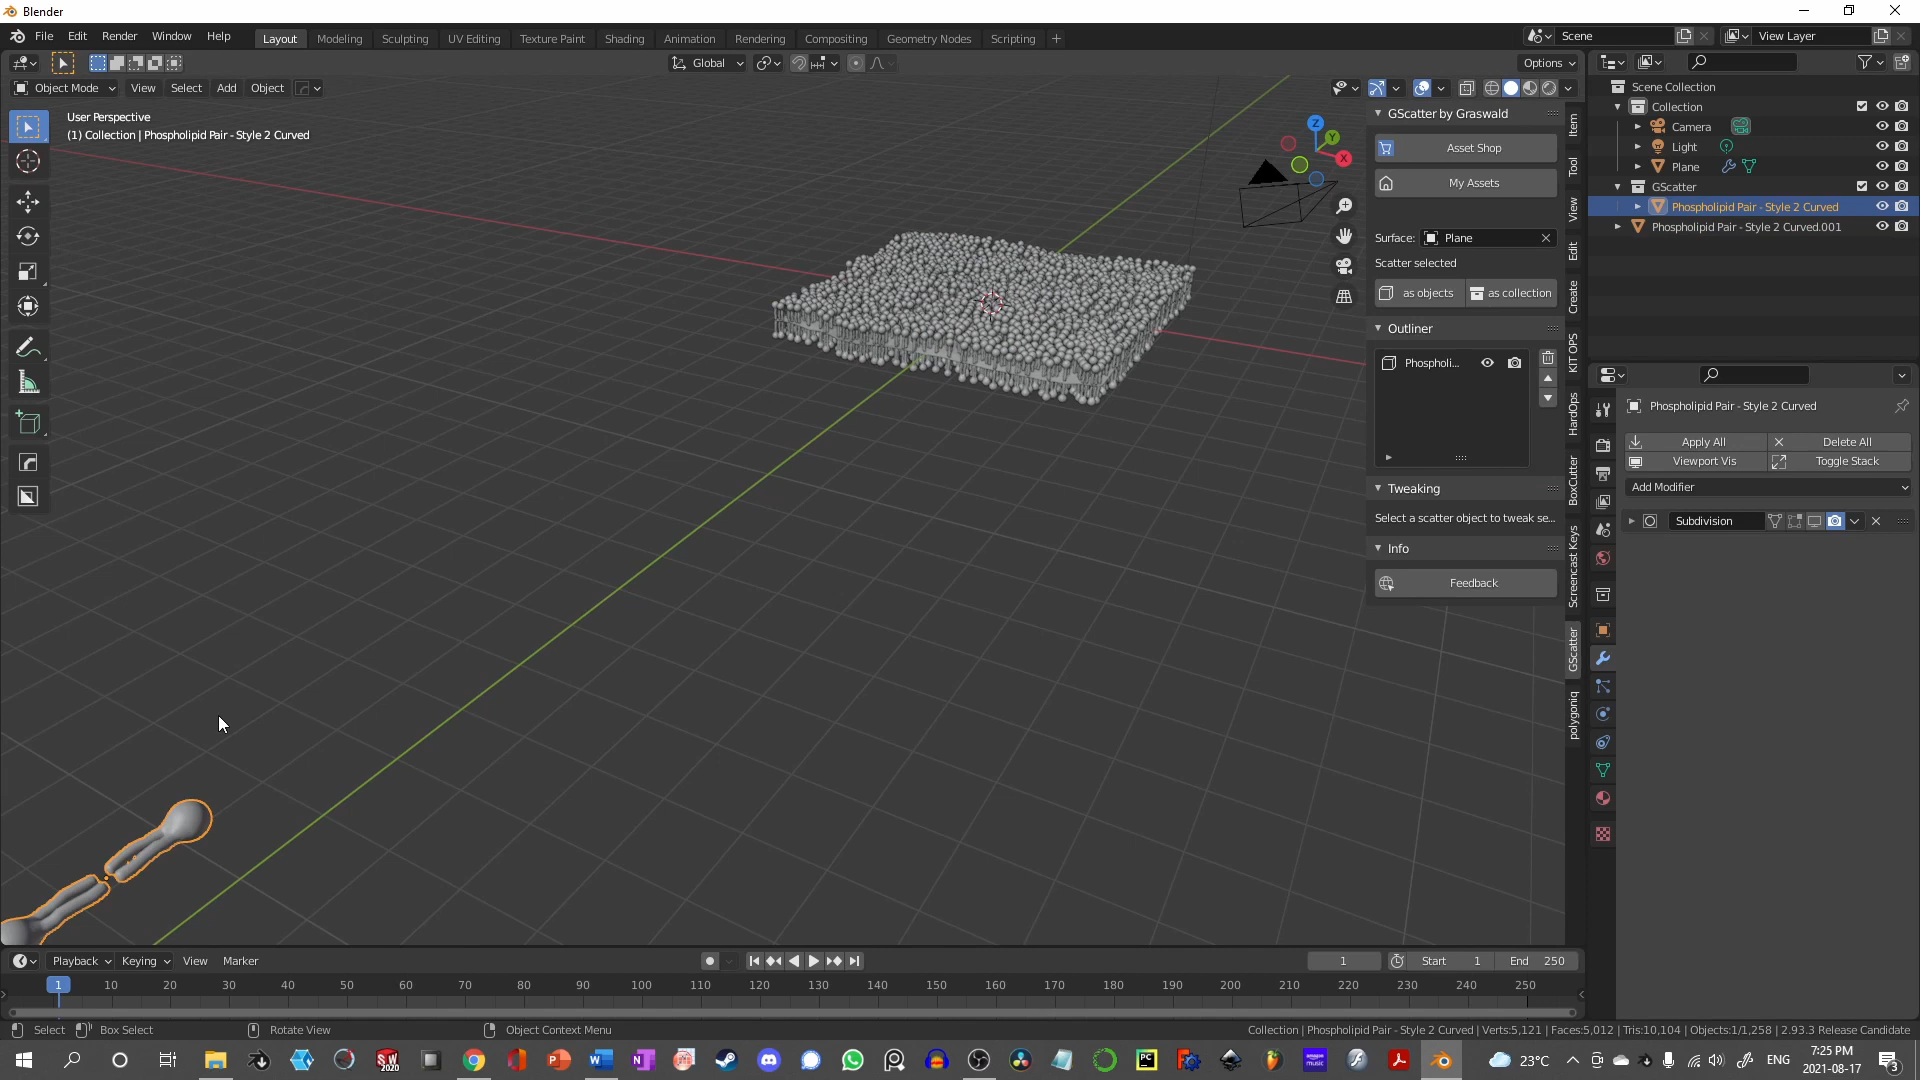 Blender
File Edit Render Window Help
Layout Modeling Sculpting UV Editing Texture Paint Shading Animation Rendering Compositing Geometry Nodes Scripting
Scene
View Layer
Global
Options
Object Mode View Select Add Object
User Perspective
(1) Collection | Phospholipid Pair - Style 2 Curved
Z
Y
X
GScatter by Graswald
Asset Shop
My Assets
Surface: Plane
Scatter selected
as objects as collection
Outliner
Phospholi...
Tweaking
Select a scatter object to tweak se...
Info
Feedback
Item
Tool
View
Edit
Create
KIT OPS
HardOps
BoxCutter
Screencast Keys
GScatter
polygoniq
Scene Collection
Collection
Camera
Light
Plane
GScatter
Phospholipid Pair - Style 2 Curved
Phospholipid Pair - Style 2 Curved.001
Phospholipid Pair - Style 2 Curved
Apply All Delete All
Viewport Vis Toggle Stack
Add Modifier
Subdivision
Playback Keying View Marker
1 Start 1 End 250
1 10 20 30 40 50 60 70 80 90 100 110 120 130 140 150 160 170 180 190 200 210 220 230 240 250
Select Box Select Rotate View Object Context Menu
Collection | Phospholipid Pair - Style 2 Curved | Verts:5,121 | Faces:5,012 | Tris:10,104 | Objects:1/1,258 | 2.93.3 Release Candidate
SW
2020
PC
amazon music
23°C
ENG
7:25 PM
2021-08-17
3